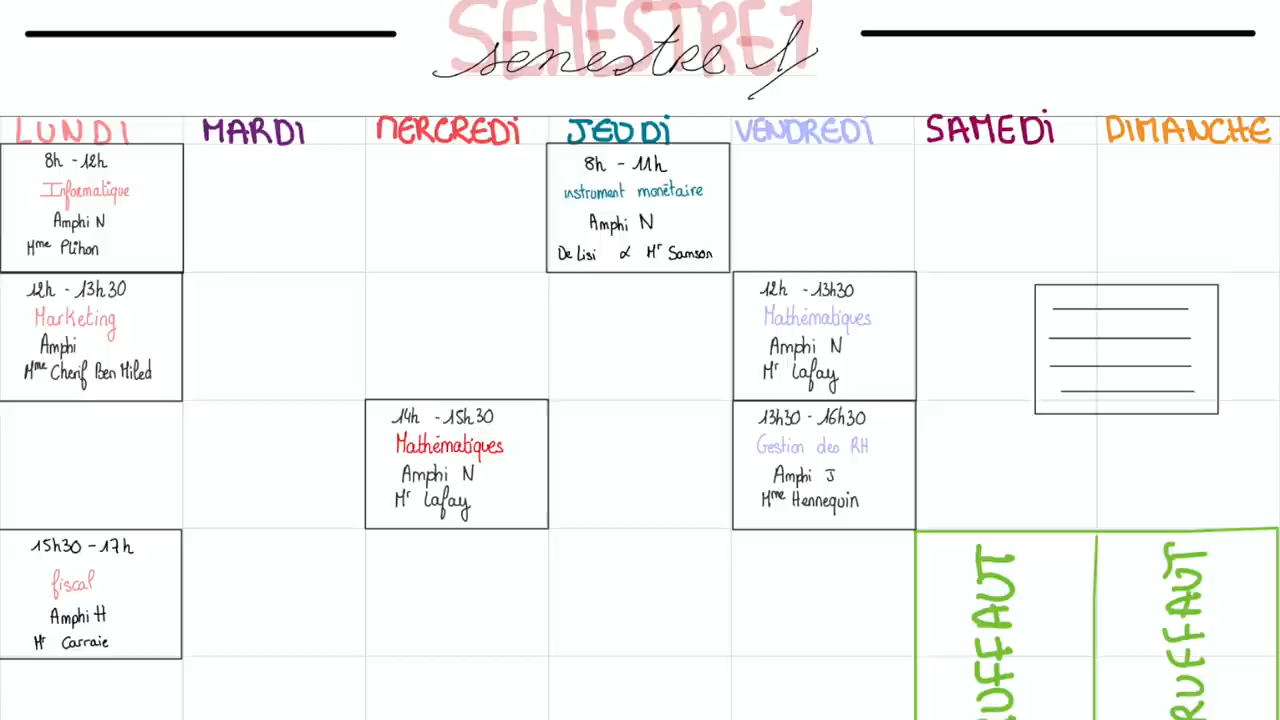 SEMESTRE 1
semestre 1
LUNDI MARDI MERCREDI JEUDI VENDREDI SAMEDI DIMANCHE
8h - 12h
Informatique
Amphi N
Mme Plihon
12h - 13h30
Marketing
Amphi
Mme Cherif Ben Miled
15h30 - 17h
fiscal
Amphi H
Mr Carraie
14h - 15h30
Mathématiques
Amphi N
Mr Lafay
8h - 11h
instrument monétaire
Amphi N
De Lisi & Mr Samson
12h - 13h30
Mathématiques
Amphi N
Mr Lafay
13h30 - 16h30
Gestion des RH
Amphi J
Mme Hennequin
UFFAUT
RUFFAUT